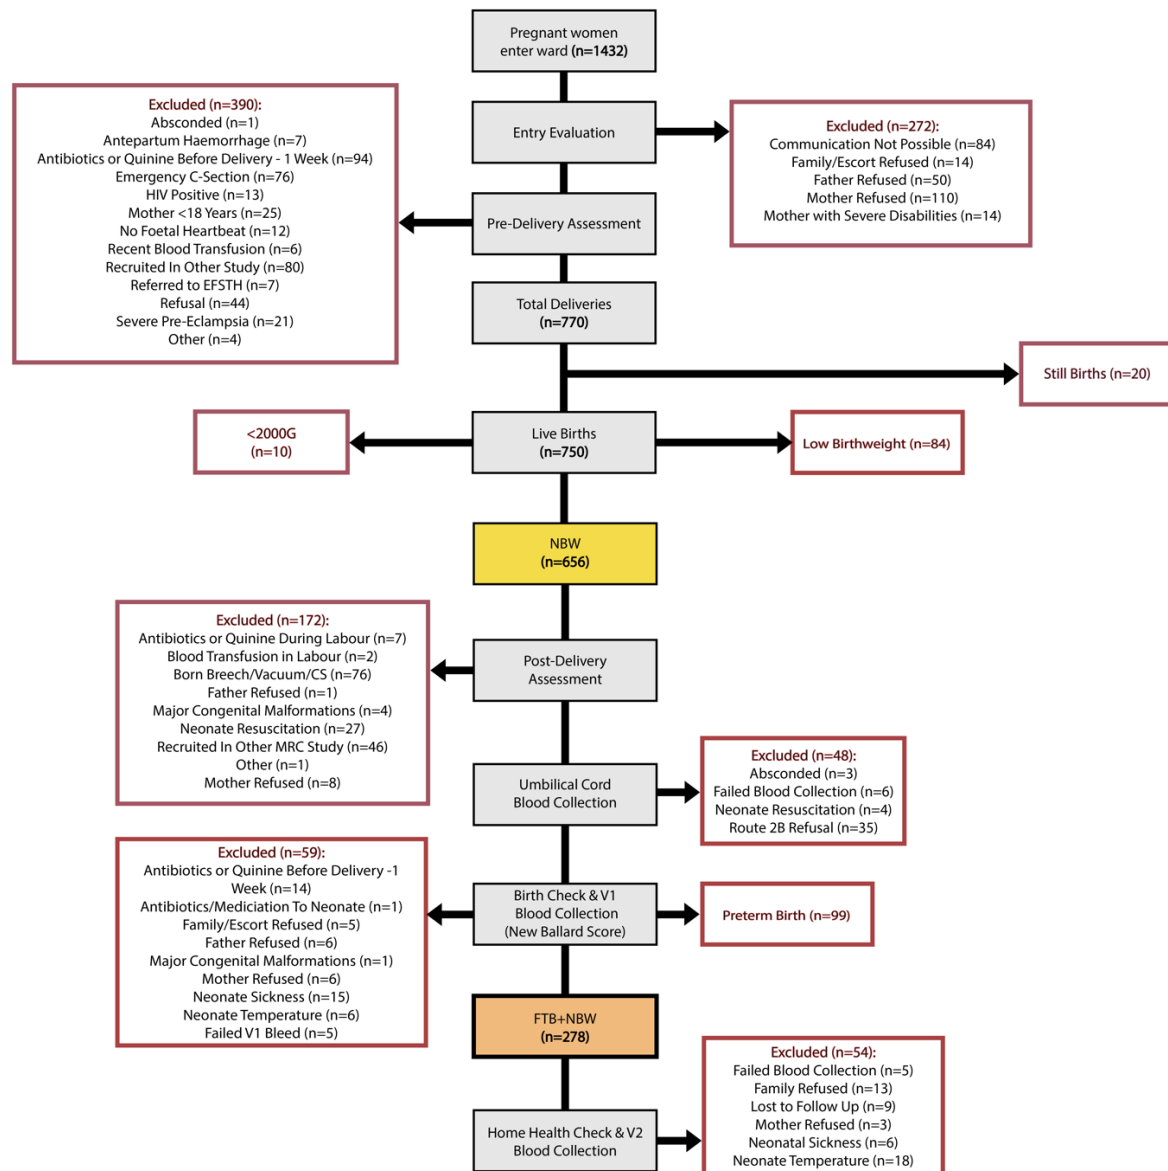 Pregnant women
enter ward (n=1432)
Entry Evaluation
Excluded (n=272):
Communication Not Possible (n=84)
Family/Escort Refused (n=14)
Father Refused (n=50)
Mother Refused (n=110)
Mother with Severe Disabilities (n=14)
Excluded (n=390):
Absconded (n=1)
Antepartum Haemorrhage (n=7)
Antibiotics or Quinine Before Delivery - 1 Week (n=94)
Emergency C-Section (n=76)
HIV Positive (n=13)
Mother <18 Years (n=25)
No Foetal Heartbeat (n=12)
Recent Blood Transfusion (n=6)
Recruited In Other Study (n=80)
Referred to EFSTH (n=7)
Refusal (n=44)
Severe Pre-Eclampsia (n=21)
Other (n=4)
Pre-Delivery Assessment
Total Deliveries
(n=770)
Still Births (n=20)
<2000G
(n=10)
Live Births
(n=750)
Low Birthweight (n=84)
NBW
(n=656)
Excluded (n=172):
Antibiotics or Quinine During Labour (n=7)
Blood Transfusion in Labour (n=2)
Born Breech/Vacuum/CS (n=76)
Father Refused (n=1)
Major Congenital Malformations (n=4)
Neonate Resuscitation (n=27)
Recruited In Other MRC Study (n=46)
Other (n=1)
Mother Refused (n=8)
Post-Delivery
Assessment
Umbilical Cord
Blood Collection
Excluded (n=48):
Absconded (n=3)
Failed Blood Collection (n=6)
Neonate Resuscitation (n=4)
Route 2B Refusal (n=35)
Excluded (n=59):
Antibiotics or Quinine Before Delivery -1
Week (n=14)
Antibiotics/Mediciation To Neonate (n=1)
Family/Escort Refused (n=5)
Father Refused (n=6)
Major Congenital Malformations (n=1)
Mother Refused (n=6)
Neonate Sickness (n=15)
Neonate Temperature (n=6)
Failed V1 Bleed (n=5)
Birth Check & V1
Blood Collection
(New Ballard Score)
Preterm Birth (n=99)
FTB+NBW
(n=278)
Home Health Check & V2
Blood Collection
Excluded (n=54):
Failed Blood Collection (n=5)
Family Refused (n=13)
Lost to Follow Up (n=9)
Mother Refused (n=3)
Neonatal Sickness (n=6)
Neonate Temperature (n=18)